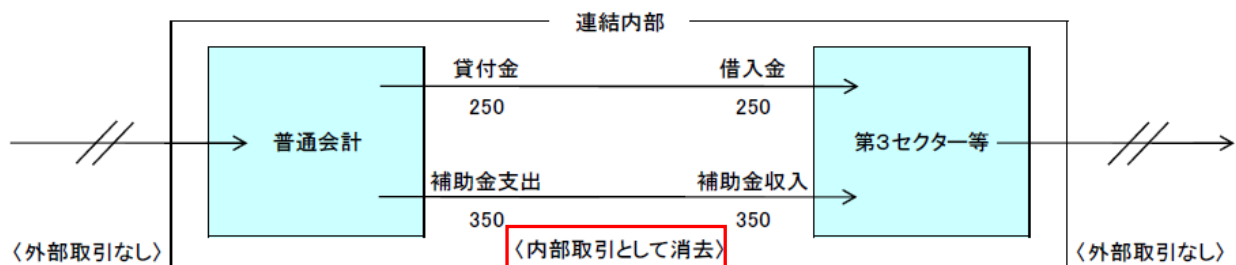 連結内部
貸付金 借入金
250 250
普通会計 第3セクター等
補助金支出 補助金収入
350 350
〈外部取引なし〉 〈内部取引として消去〉 〈外部取引なし〉